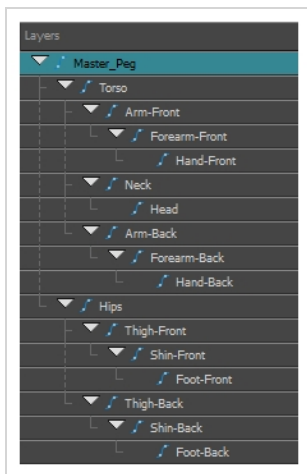 Layers
Master_Peg
Torso
Arm-Front
Forearm-Front
Hand-Front
Neck
Head
Arm-Back
Forearm-Back
Hand-Back
Hips
Thigh-Front
Shin-Front
Foot-Front
Thigh-Back
Shin-Back
Foot-Back